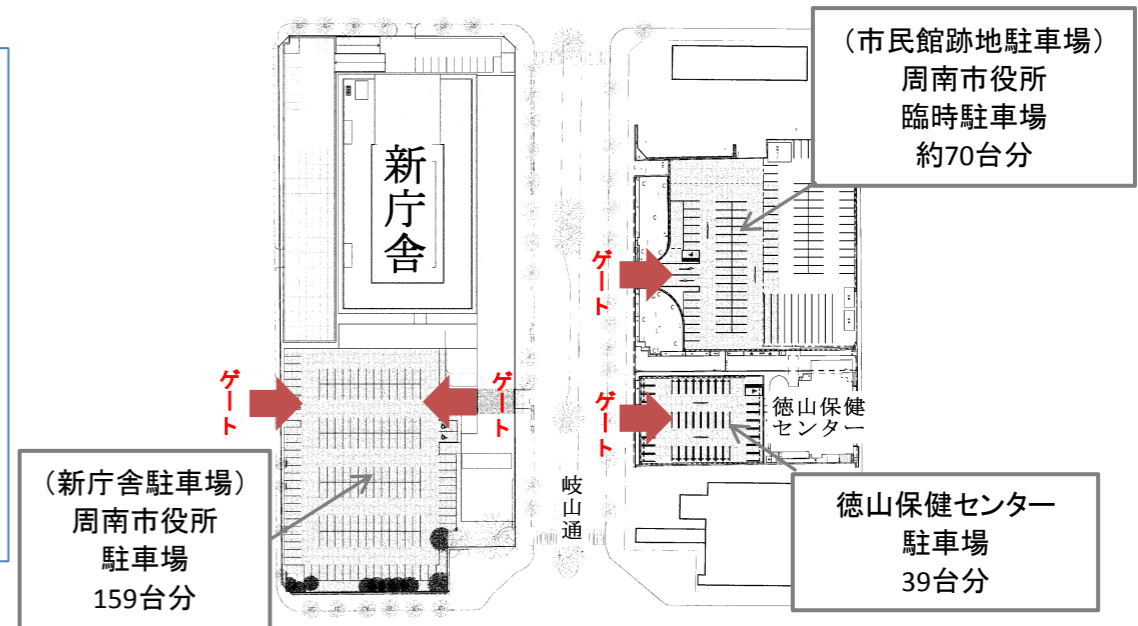 (市民館跡地駐車場)
周南市役所
臨時駐車場
約70台分
新庁舎
ゲート
ゲート
ゲート
ゲート
徳山保健
センター
岐山通
(新庁舎駐車場)
周南市役所
駐車場
159台分
徳山保健センター
駐車場
39台分